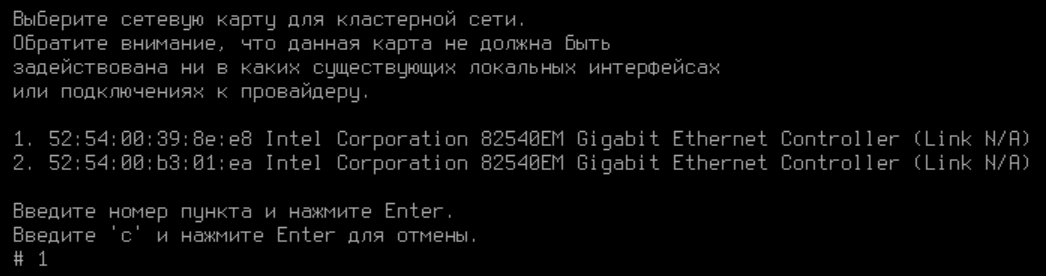 Выберите сетевую карту для кластерной сети.
Обратите внимание, что данная карта не должна быть
задействована ни в каких существующих локальных интерфейсах
или подключениях к провайдеру.
1. 52:54:00:39:8e:e8 Intel Corporation 82540EM Gigabit Ethernet Controller (Link N/A)
2. 52:54:00:b3:01:ea Intel Corporation 82540EM Gigabit Ethernet Controller (Link N/A)
Введите номер пункта и нажмите Enter.
Введите 'c' и нажмите Enter для отмены.
# 1